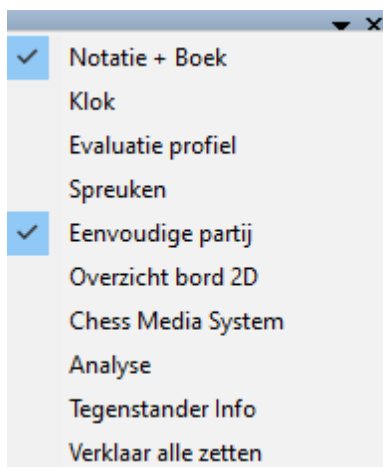 Notatie + Boek
Klok
Evaluatie profiel
Spreuken
Eenvoudige partij
Overzicht bord 2D
Chess Media System
Analyse
Tegenstander Info
Verklaar alle zetten